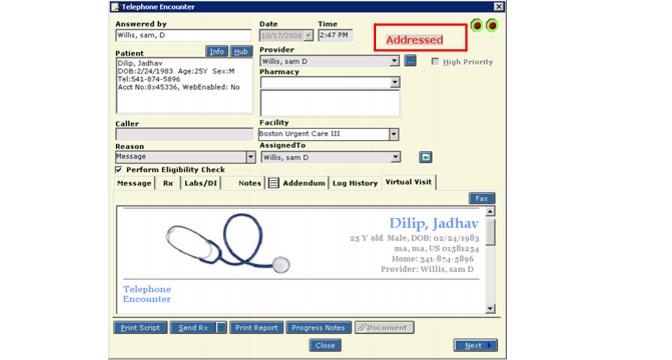 Telephone Encounter
Answered by
Willis, sam, D
Date
10/17/2008
Time
2:47 PM
Addressed
Patient
Info
Hub
Dilip, Jadhav
DOB:2/24/1983 Age:25Y Sex:M
Tel:541-874-5896
Acct No:8x45336, WebEnabled: No
Provider
Willis, sam D
...
High Priority
Pharmacy
Caller
Facility
Boston Urgent Care III
Reason
Message
AssignedTo
Willis, sam D
Perform Eligibility Check
Message Rx Labs/DI Notes Addendum Log History Virtual Visit
Fax
Dilip, Jadhav
25 Y old Male, DOB: 02/24/1983
ma, ma, US 01581254
Home: 541-874-5896
Provider: Willis, sam D
Telephone
Encounter
Print Script Send Rx Print Report Progress Notes Document
Close
Next